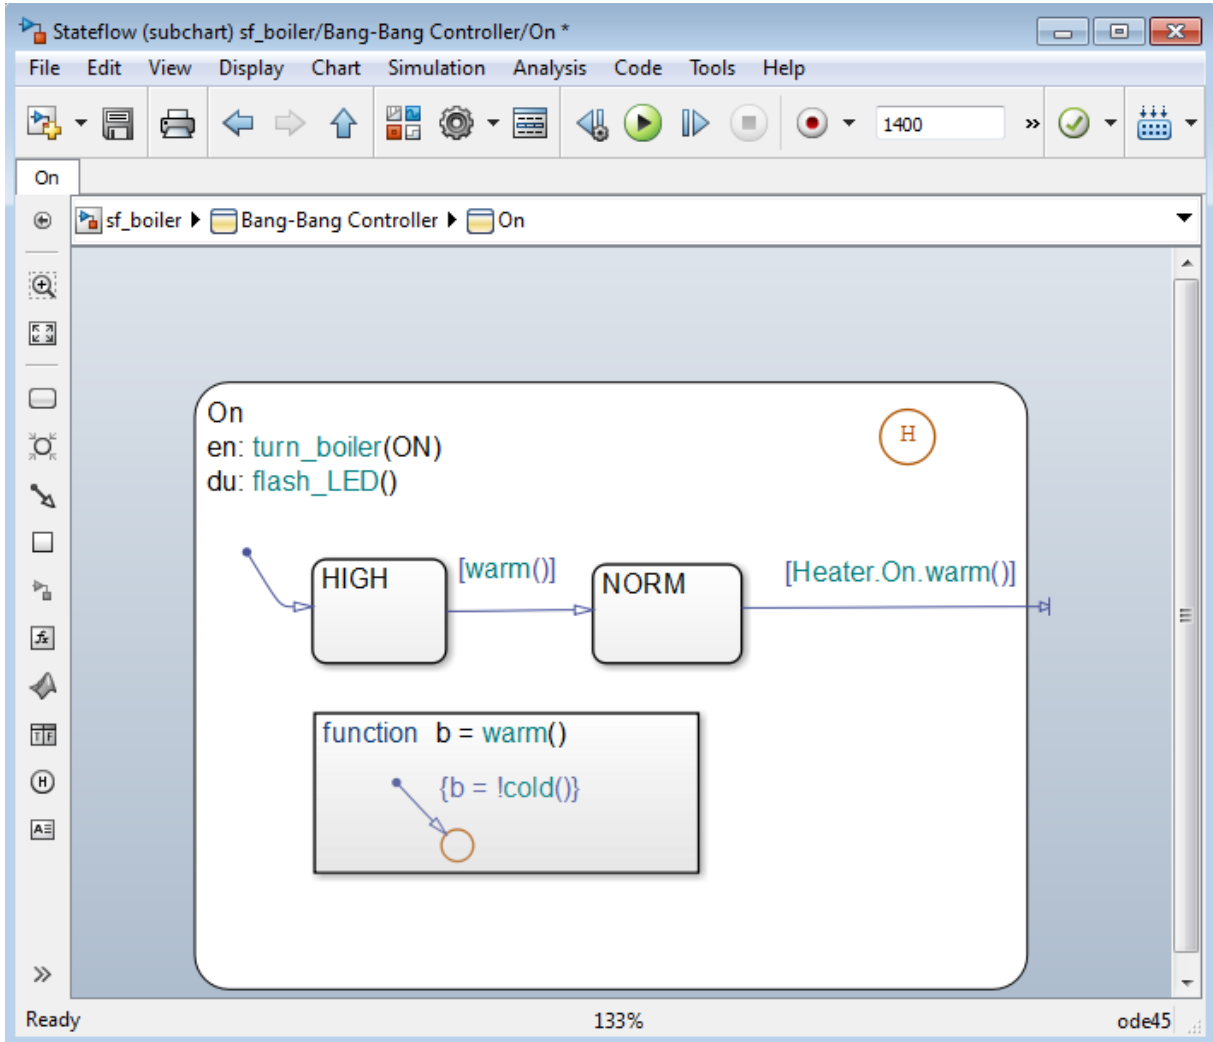 Stateflow (subchart) sf_boiler/Bang-Bang Controller/On *
File Edit View Display Chart Simulation Analysis Code Tools Help
1400 »
On
sf_boiler Bang-Bang Controller On
On
en: turn_boiler(ON)
du: flash_LED()
H
HIGH
[warm()]
NORM
[Heater.On.warm()]
function b = warm()
{b = !cold()}
fx
T F
H
A
Ready 133% ode45